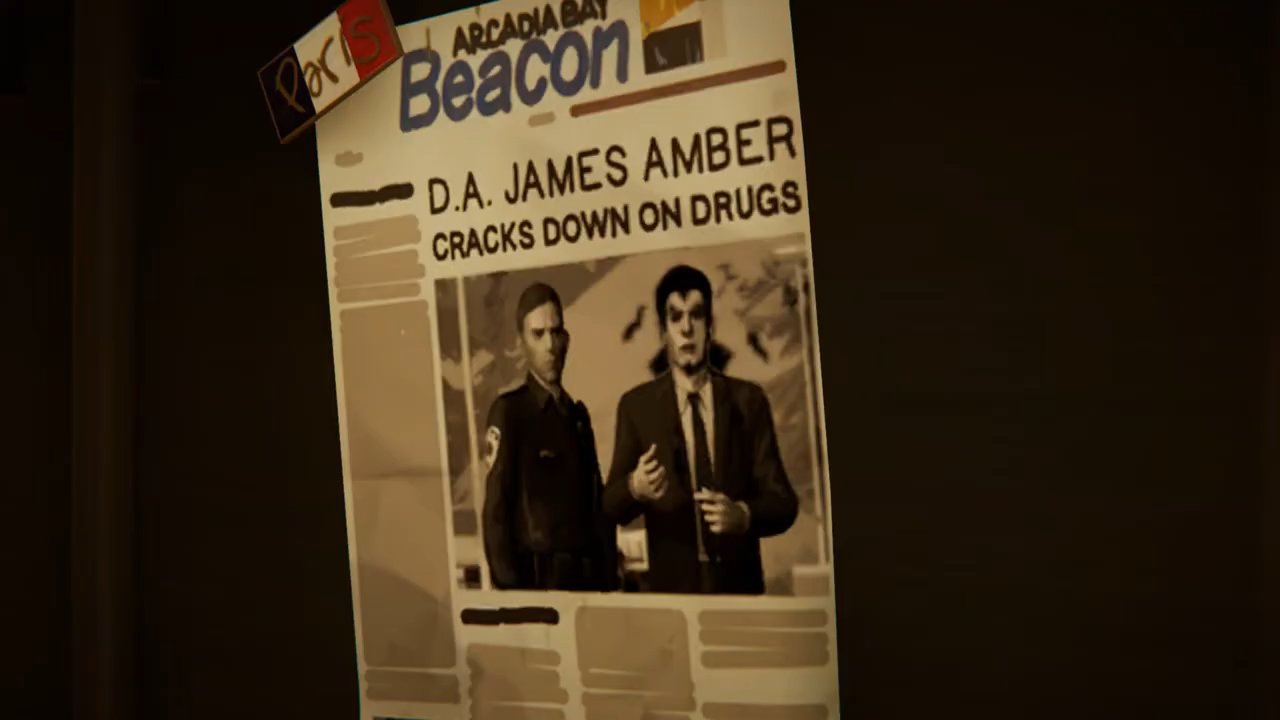 Paris
ARCADIA BAY
Beacon
D.A. JAMES AMBER
CRACKS DOWN ON DRUGS